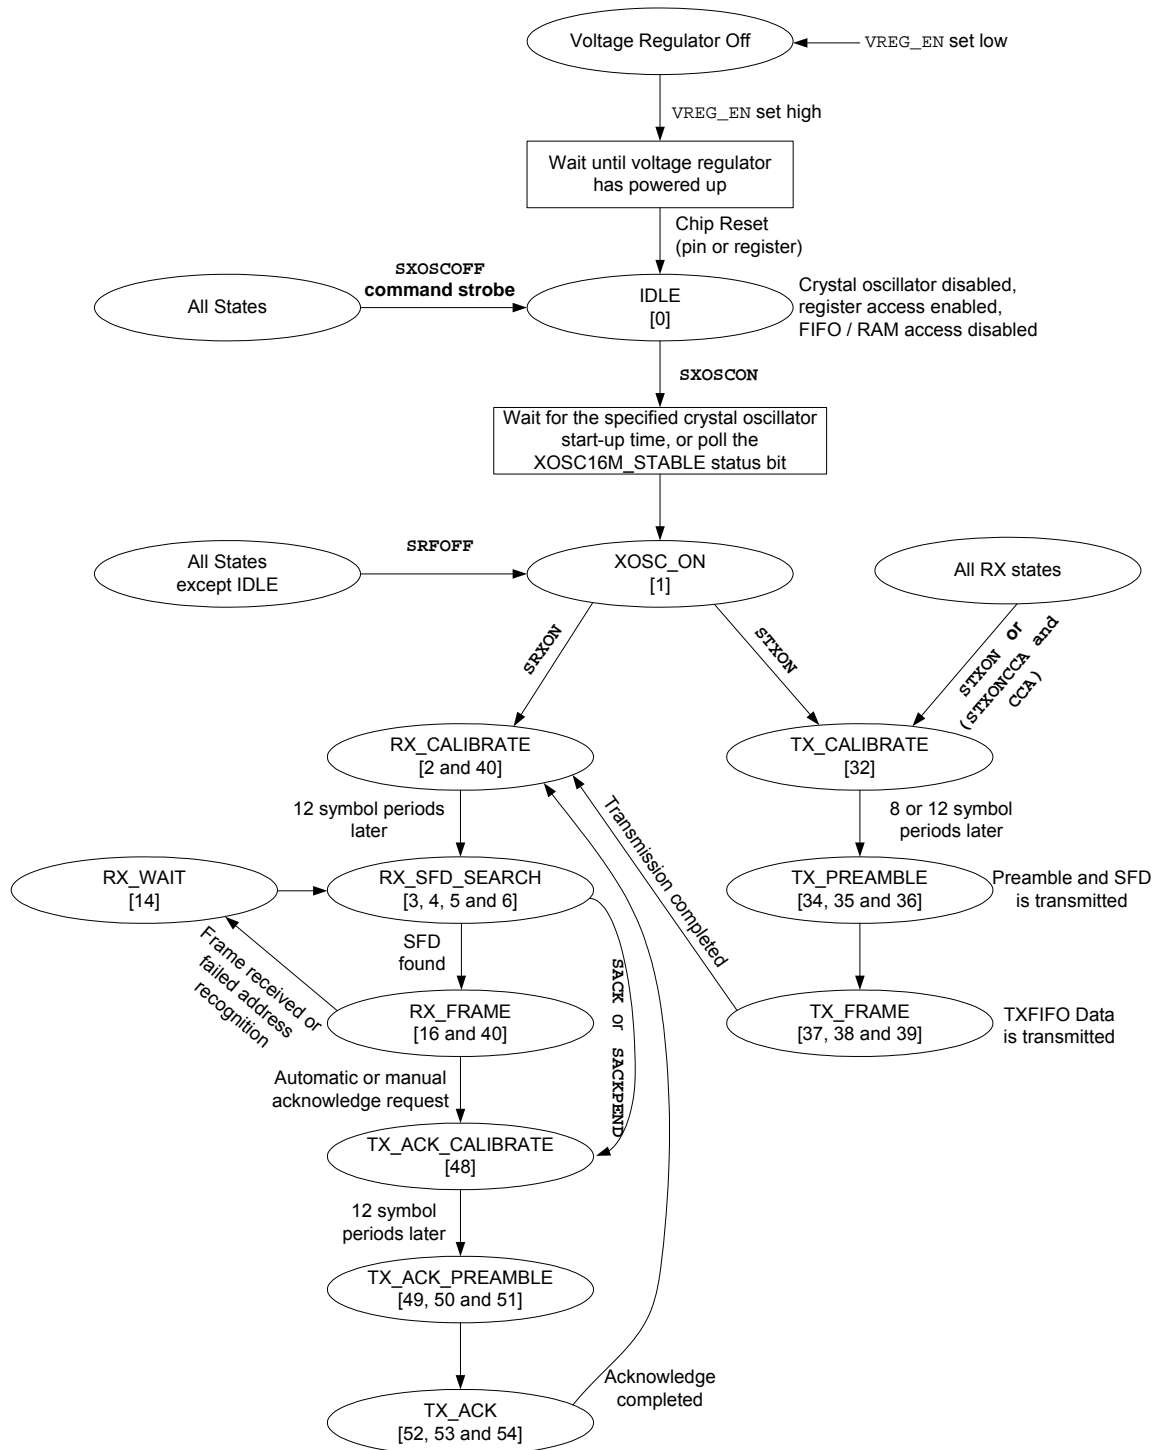 Voltage Regulator Off
VREG_EN set low
VREG_EN set high
Wait until voltage regulator
has powered up
Chip Reset
(pin or register)
All States
SXOSCOFF
command strobe
IDLE
[0]
Crystal oscillator disabled,
register access enabled,
FIFO / RAM access disabled
SXOSCON
Wait for the specified crystal oscillator
start-up time, or poll the
XOSC16M_STABLE status bit
All States
except IDLE
SRFOFF
XOSC_ON
[1]
All RX states
SRXON
STXON
STXON or
(STXONCCA and
CCA)
RX_CALIBRATE
[2 and 40]
TX_CALIBRATE
[32]
12 symbol periods
later
Transmission completed
8 or 12 symbol
periods later
RX_WAIT
[14]
RX_SFD_SEARCH
[3, 4, 5 and 6]
TX_PREAMBLE
[34, 35 and 36]
Preamble and SFD
is transmitted
Frame received or
failed address
recognition
SFD
found
SACK or SACKPEND
RX_FRAME
[16 and 40]
TX_FRAME
[37, 38 and 39]
TXFIFO Data
is transmitted
Automatic or manual
acknowledge request
TX_ACK_CALIBRATE
[48]
12 symbol
periods later
TX_ACK_PREAMBLE
[49, 50 and 51]
Acknowledge
completed
TX_ACK
[52, 53 and 54]